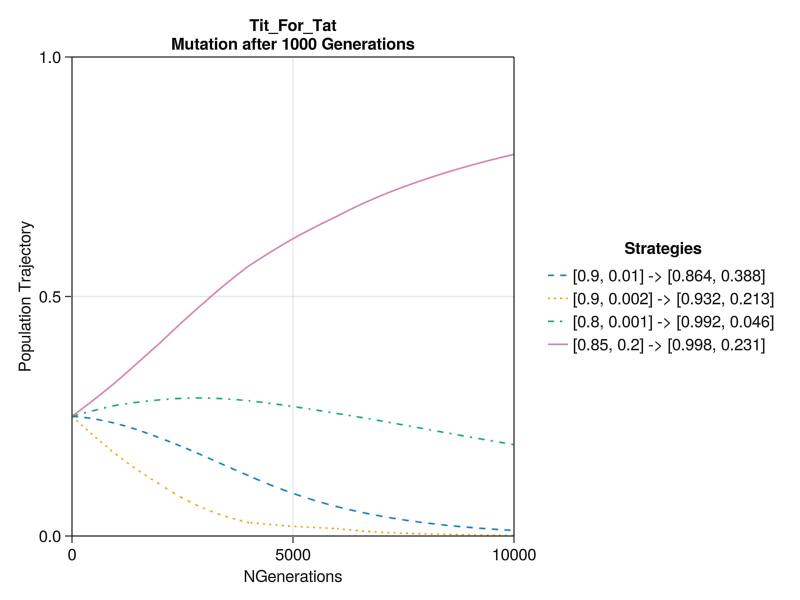 Tit_For_Tat
Mutation after 1000 Generations
1.0
0.5
0.0
Population Trajectory
0
5000
10000
NGenerations
Strategies
[0.9, 0.01] -> [0.864, 0.388]
[0.9, 0.002] -> [0.932, 0.213]
[0.8, 0.001] -> [0.992, 0.046]
[0.85, 0.2] -> [0.998, 0.231]